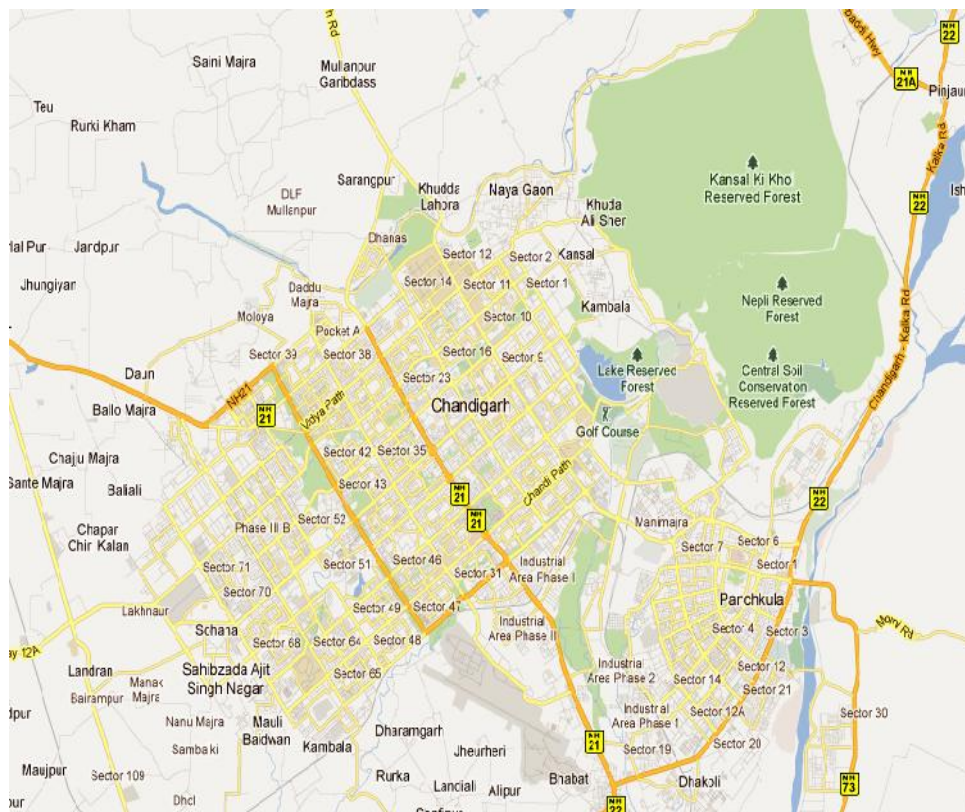 NH
22
NH
21A
Saini Majra
Mullanpur
Garibdass
Teu
Rurki Kham
Kalka Rd
Kansal Ki Kho
Reserved Forest
Sarangpur
DLF
Mullanpur
Khudda
Lahora
Naya Gaon
Khuda
Ali Sher
NH
22
Jardpur
Dhanas
Sector 12
Sector 2
Kansal
Jhungiyan
Daddu
Majra
Sector 14
Sector 11
Sector 1
Nepli Reserved
Forest
Moloya
Pocket A
Sector 10
Kambala
Chandigarh - Kalka Rd
Sector 39
Sector 38
Sector 16
Sector 9
Daun
Sector 23
Lake Reserved
Forest
Central Soil
Conservation
Reserved Forest
NH21
Ballo Majra
NH
21
Vidya Path
Chandigarh
Golf Course
Chajju Majra
Sector 42
Sector 35
Sante Majra
Baliali
Sector 43
Chandi Path
NH
21
NH
22
Chapar
Chiri Kalan
Phase III B
Sector 52
NH
21
Manimajra
Sector 7
Sector 6
Sector 71
Sector 51
Sector 46
Industrial
Area Phase I
Sector 31
Sector 1
Sector 70
Panchkula
Lakhnaur
Sector 49
Sector 47
Morni Rd
Sohana
Industrial
Area Phase II
Sector 4
Sector 3
Sector 68
Sector 64
Sector 48
Landran
Sahibzada Ajit
Singh Nagar
Sector 65
Industrial
Area Phase 2
Sector 12
Bairampur
Manak
Majra
Sector 14
Sector 21
Nanu Majra
Mauli
Baidwan
Dharamgarh
Industrial
Area Phase 1
Sector 12A
Sector 30
Kambala
Jheurheri
NH
21
Sector 19
Sector 20
Maujpur
Sector 109
Rurka
Lanciali
Alipur
Bhabat
Dhakoli
NH
73
NH
22